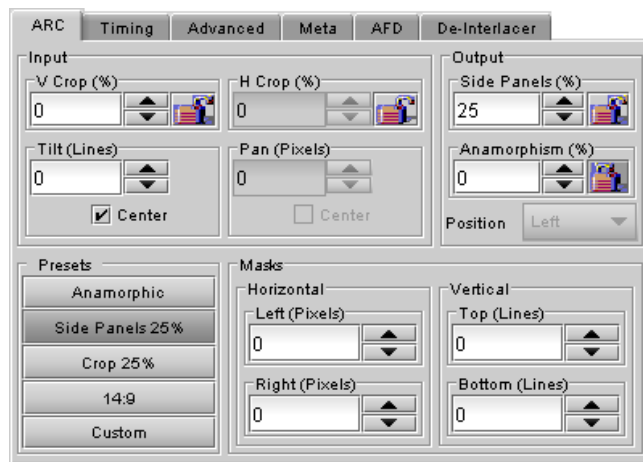 ARC Timing Advanced Meta AFD De-Interlacer
Input
V Crop (%)
0
H Crop (%)
0
Tilt (Lines)
0
Center
Pan (Pixels)
0
Center
Output
Side Panels (%)
25
Anamorphism (%)
0
Position Left
Presets
Anamorphic
Side Panels 25%
Crop 25%
14:9
Custom
Masks
Horizontal
Left (Pixels)
0
Right (Pixels)
0
Vertical
Top (Lines)
0
Bottom (Lines)
0